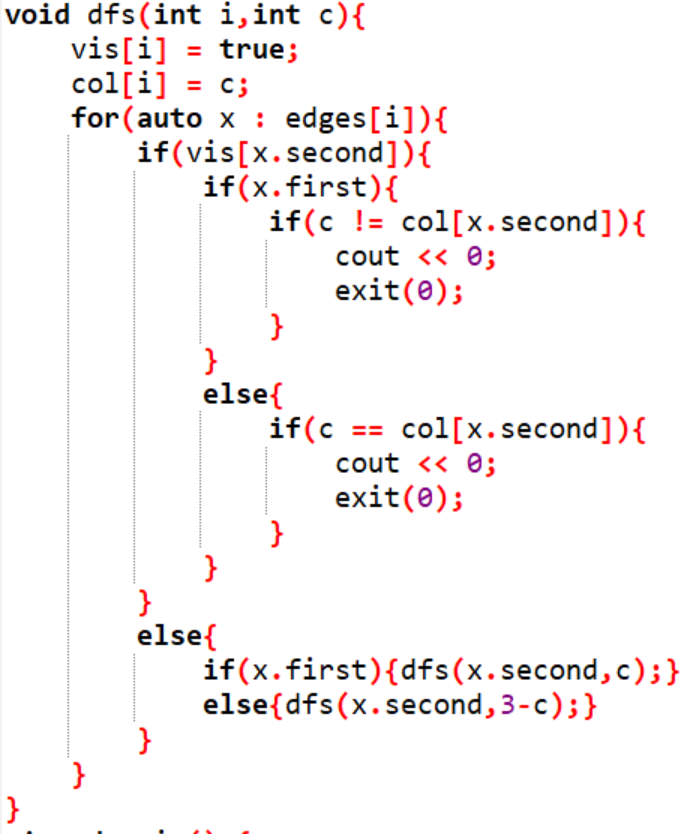 void dfs(int i,int c){
    vis[i] = true;
    col[i] = c;
    for(auto x : edges[i]){
        if(vis[x.second]){
            if(x.first){
                if(c != col[x.second]){
                    cout << 0;
                    exit(0);
                }
            }
            else{
                if(c == col[x.second]){
                    cout << 0;
                    exit(0);
                }
            }
        }
        else{
            if(x.first){dfs(x.second,c);}
            else{dfs(x.second,3-c);}
        }
    }
}